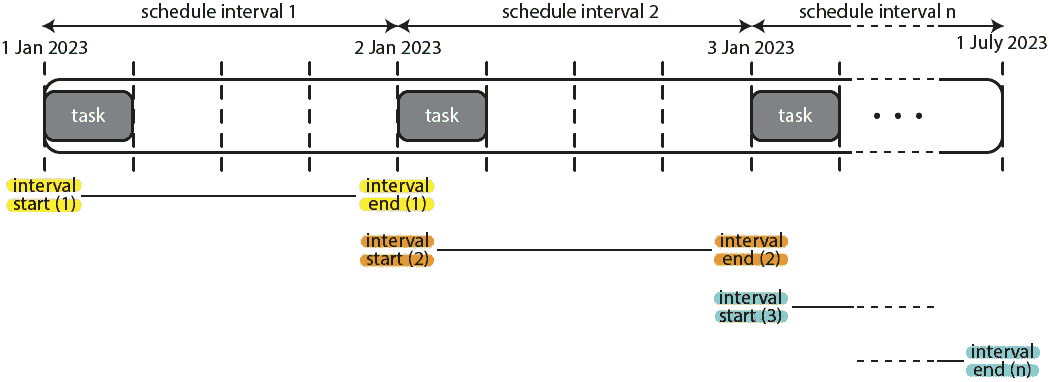 schedule interval 1
schedule interval 2
schedule interval n
1 Jan 2023
2 Jan 2023
3 Jan 2023
1 July 2023
task
task
task
interval
start (1)
interval
end (1)
interval
start (2)
interval
end (2)
interval
start (3)
interval
end (n)